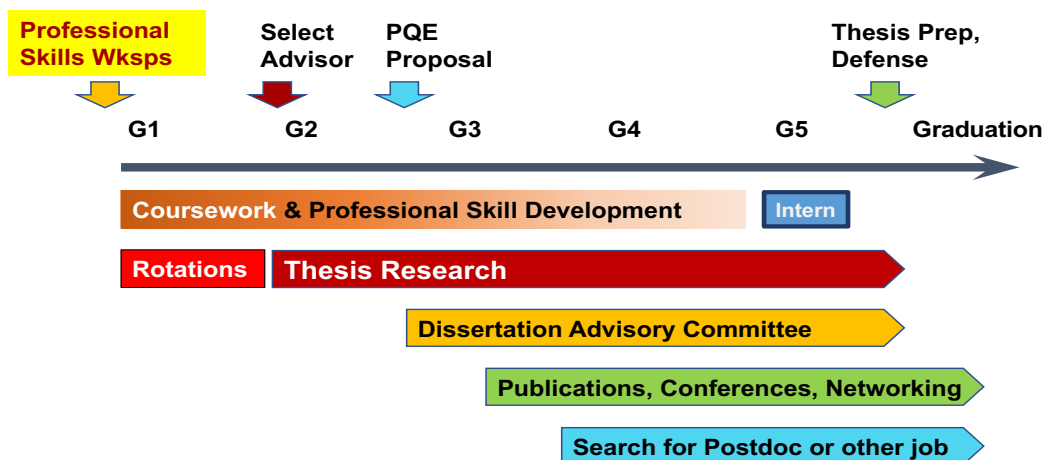 Professional
Skills Wksps
Select
Advisor
PQE
Proposal
Thesis Prep,
Defense
G1 G2 G3 G4 G5 Graduation
Coursework & Professional Skill Development
Intern
Rotations
Thesis Research
Dissertation Advisory Committee
Publications, Conferences, Networking
Search for Postdoc or other job